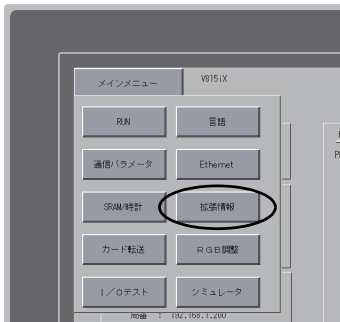 メインメニュー
V815iX
RUN
言語
通信パラメータ
Ethernet
SRAM/時計
拡張情報
カード転送
RGB調整
I/Oテスト
シミュレータ
局番 : 192.168.1.200